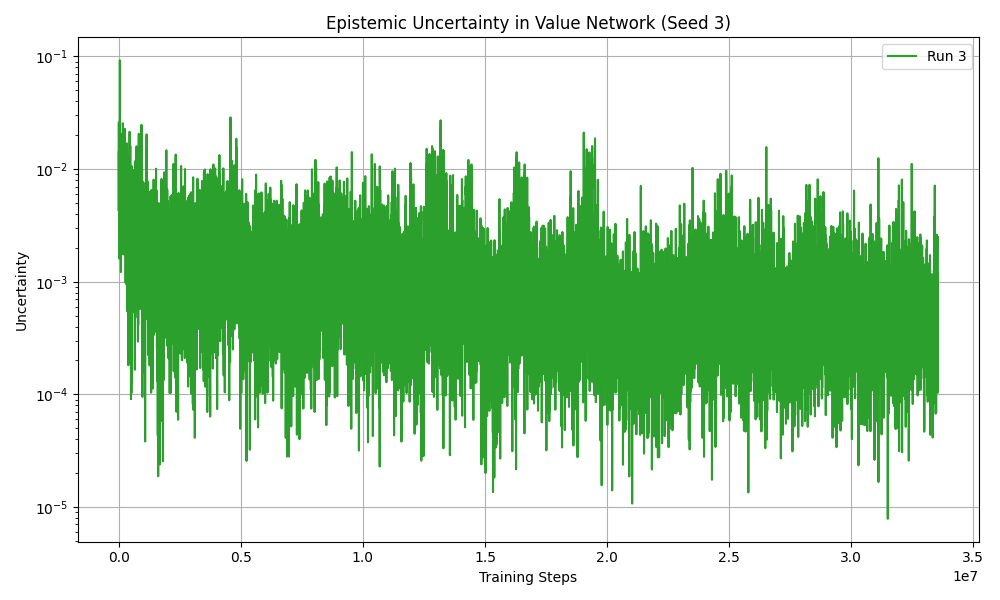 Epistemic Uncertainty in Value Network (Seed 3)
Run 3
Uncertainty
10⁻¹
10⁻²
10⁻³
10⁻⁴
10⁻⁵
0.0 0.5 1.0 1.5 2.0 2.5 3.0 3.5
1e7
Training Steps